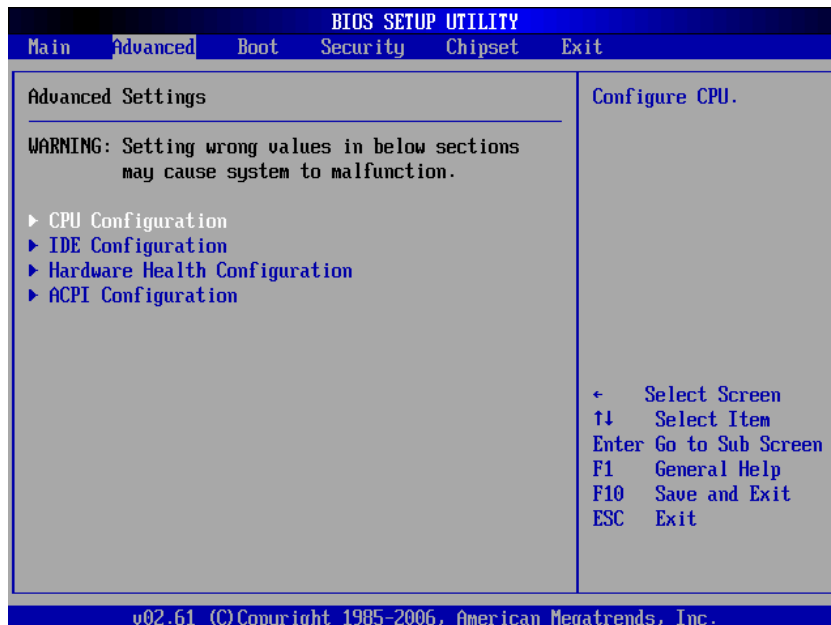 BIOS SETUP UTILITY
Main Advanced Boot Security Chipset Exit
Advanced Settings
WARNING: Setting wrong values in below sections
may cause system to malfunction.
▶ CPU Configuration
▶ IDE Configuration
▶ Hardware Health Configuration
▶ ACPI Configuration
Configure CPU.
← Select Screen
↑↓ Select Item
Enter Go to Sub Screen
F1 General Help
F10 Save and Exit
ESC Exit
v02.61 (C)Copyright 1985-2006, American Megatrends, Inc.